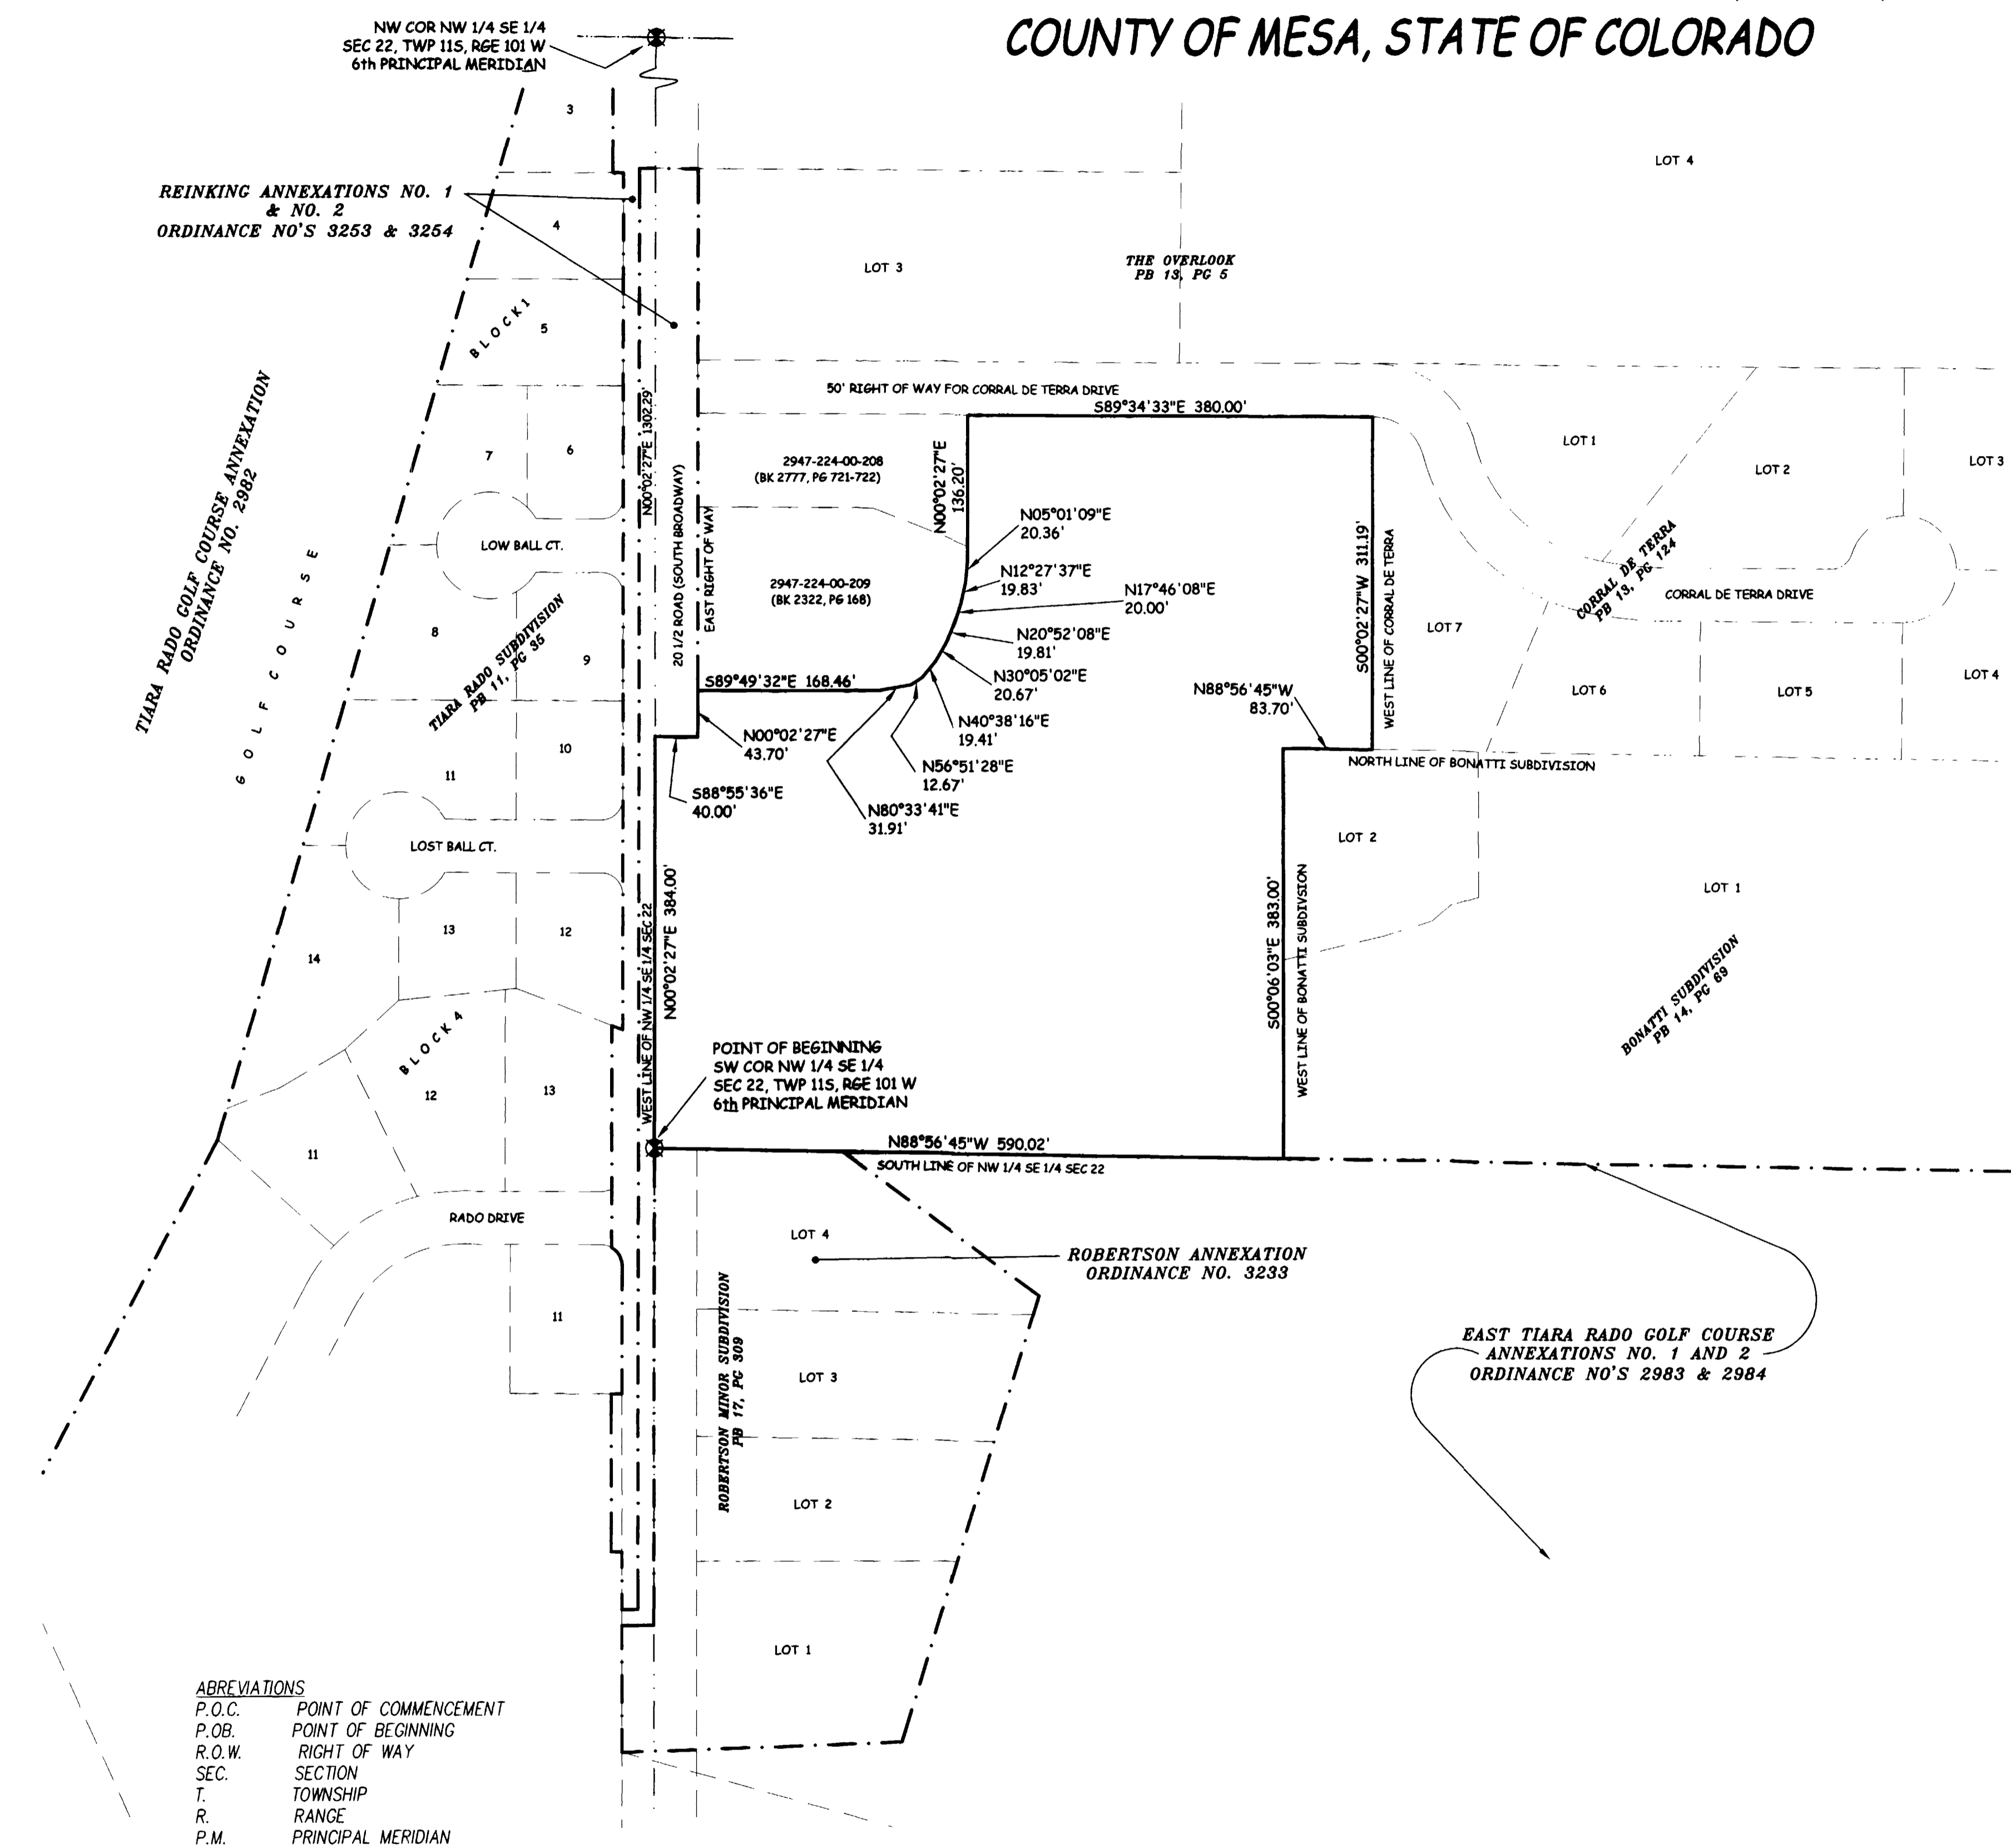 COUNTY OF MESA, STATE OF COLORADO
NW COR NW 1/4 SE 1/4
SEC 22, TWP 11S, RGE 101 W
6th PRINCIPAL MERIDIAN
3
LOT 4
REINKING ANNEXATIONS NO. 1
& NO. 2
ORDINANCE NO'S 3253 & 3254
4
LOT 3
THE OVERLOOK
PB 13, PG 5
BLOCK 1
5
TIARA RADO GOLF COURSE ANNEXATION
ORDINANCE NO. 2982
GOLF COURSE
50' RIGHT OF WAY FOR CORRAL DE TERRA DRIVE
S89°34'33"E 380.00'
N00°02'27"E 1302.29'
20 1/2 ROAD (SOUTH BROADWAY)
EAST RIGHT OF WAY
7
6
2947-224-00-208
(BK 2777, PG 721-722)
N00°02'27"E
136.20'
LOT 1
LOT 2
LOT 3
LOW BALL CT.
N05°01'09"E
20.36'
N12°27'37"E
19.83'
N17°46'08"E
20.00'
N20°52'08"E
19.81'
N30°05'02"E
20.67'
N40°38'16"E
19.41'
N56°51'28"E
12.67'
N80°33'41"E
31.91'
2947-224-00-209
(BK 2322, PG 168)
S00°02'27"W 311.19'
WEST LINE OF CORRAL DE TERRA
CORRAL DE TERRA
PB 13, PG 124
CORRAL DE TERRA DRIVE
LOT 7
LOT 6
LOT 5
LOT 4
8
9
TIARA RADO SUBDIVISION
PB 11, PG 35
S89°49'32"E 168.46'
N88°56'45"W
83.70'
N00°02'27"E
43.70'
S88°55'36"E
40.00'
10
11
NORTH LINE OF BONATTI SUBDIVISION
LOST BALL CT.
LOT 2
LOT 1
WEST LINE OF NW 1/4 SE 1/4 SEC 22
N00°02'27"E 384.00'
S00°06'03"E 383.00'
WEST LINE OF BONATTI SUBDIVSION
13
12
14
BONATTI SUBDIVISION
PB 14, PG 69
BLOCK 4
12
13
11
POINT OF BEGINNING
SW COR NW 1/4 SE 1/4
SEC 22, TWP 11S, RGE 101 W
6th PRINCIPAL MERIDIAN
N88°56'45"W 590.02'
SOUTH LINE OF NW 1/4 SE 1/4 SEC 22
RADO DRIVE
LOT 4
ROBERTSON ANNEXATION
ORDINANCE NO. 3233
11
ROBERTSON MINOR SUBDIVISION
PB 17, PG 309
LOT 3
EAST TIARA RADO GOLF COURSE
ANNEXATIONS NO. 1 AND 2
ORDINANCE NO'S 2983 & 2984
LOT 2
LOT 1
ABREVIATIONS
P.O.C. POINT OF COMMENCEMENT
P.OB. POINT OF BEGINNING
R.O.W. RIGHT OF WAY
SEC. SECTION
T. TOWNSHIP
R. RANGE
P.M. PRINCIPAL MERIDIAN